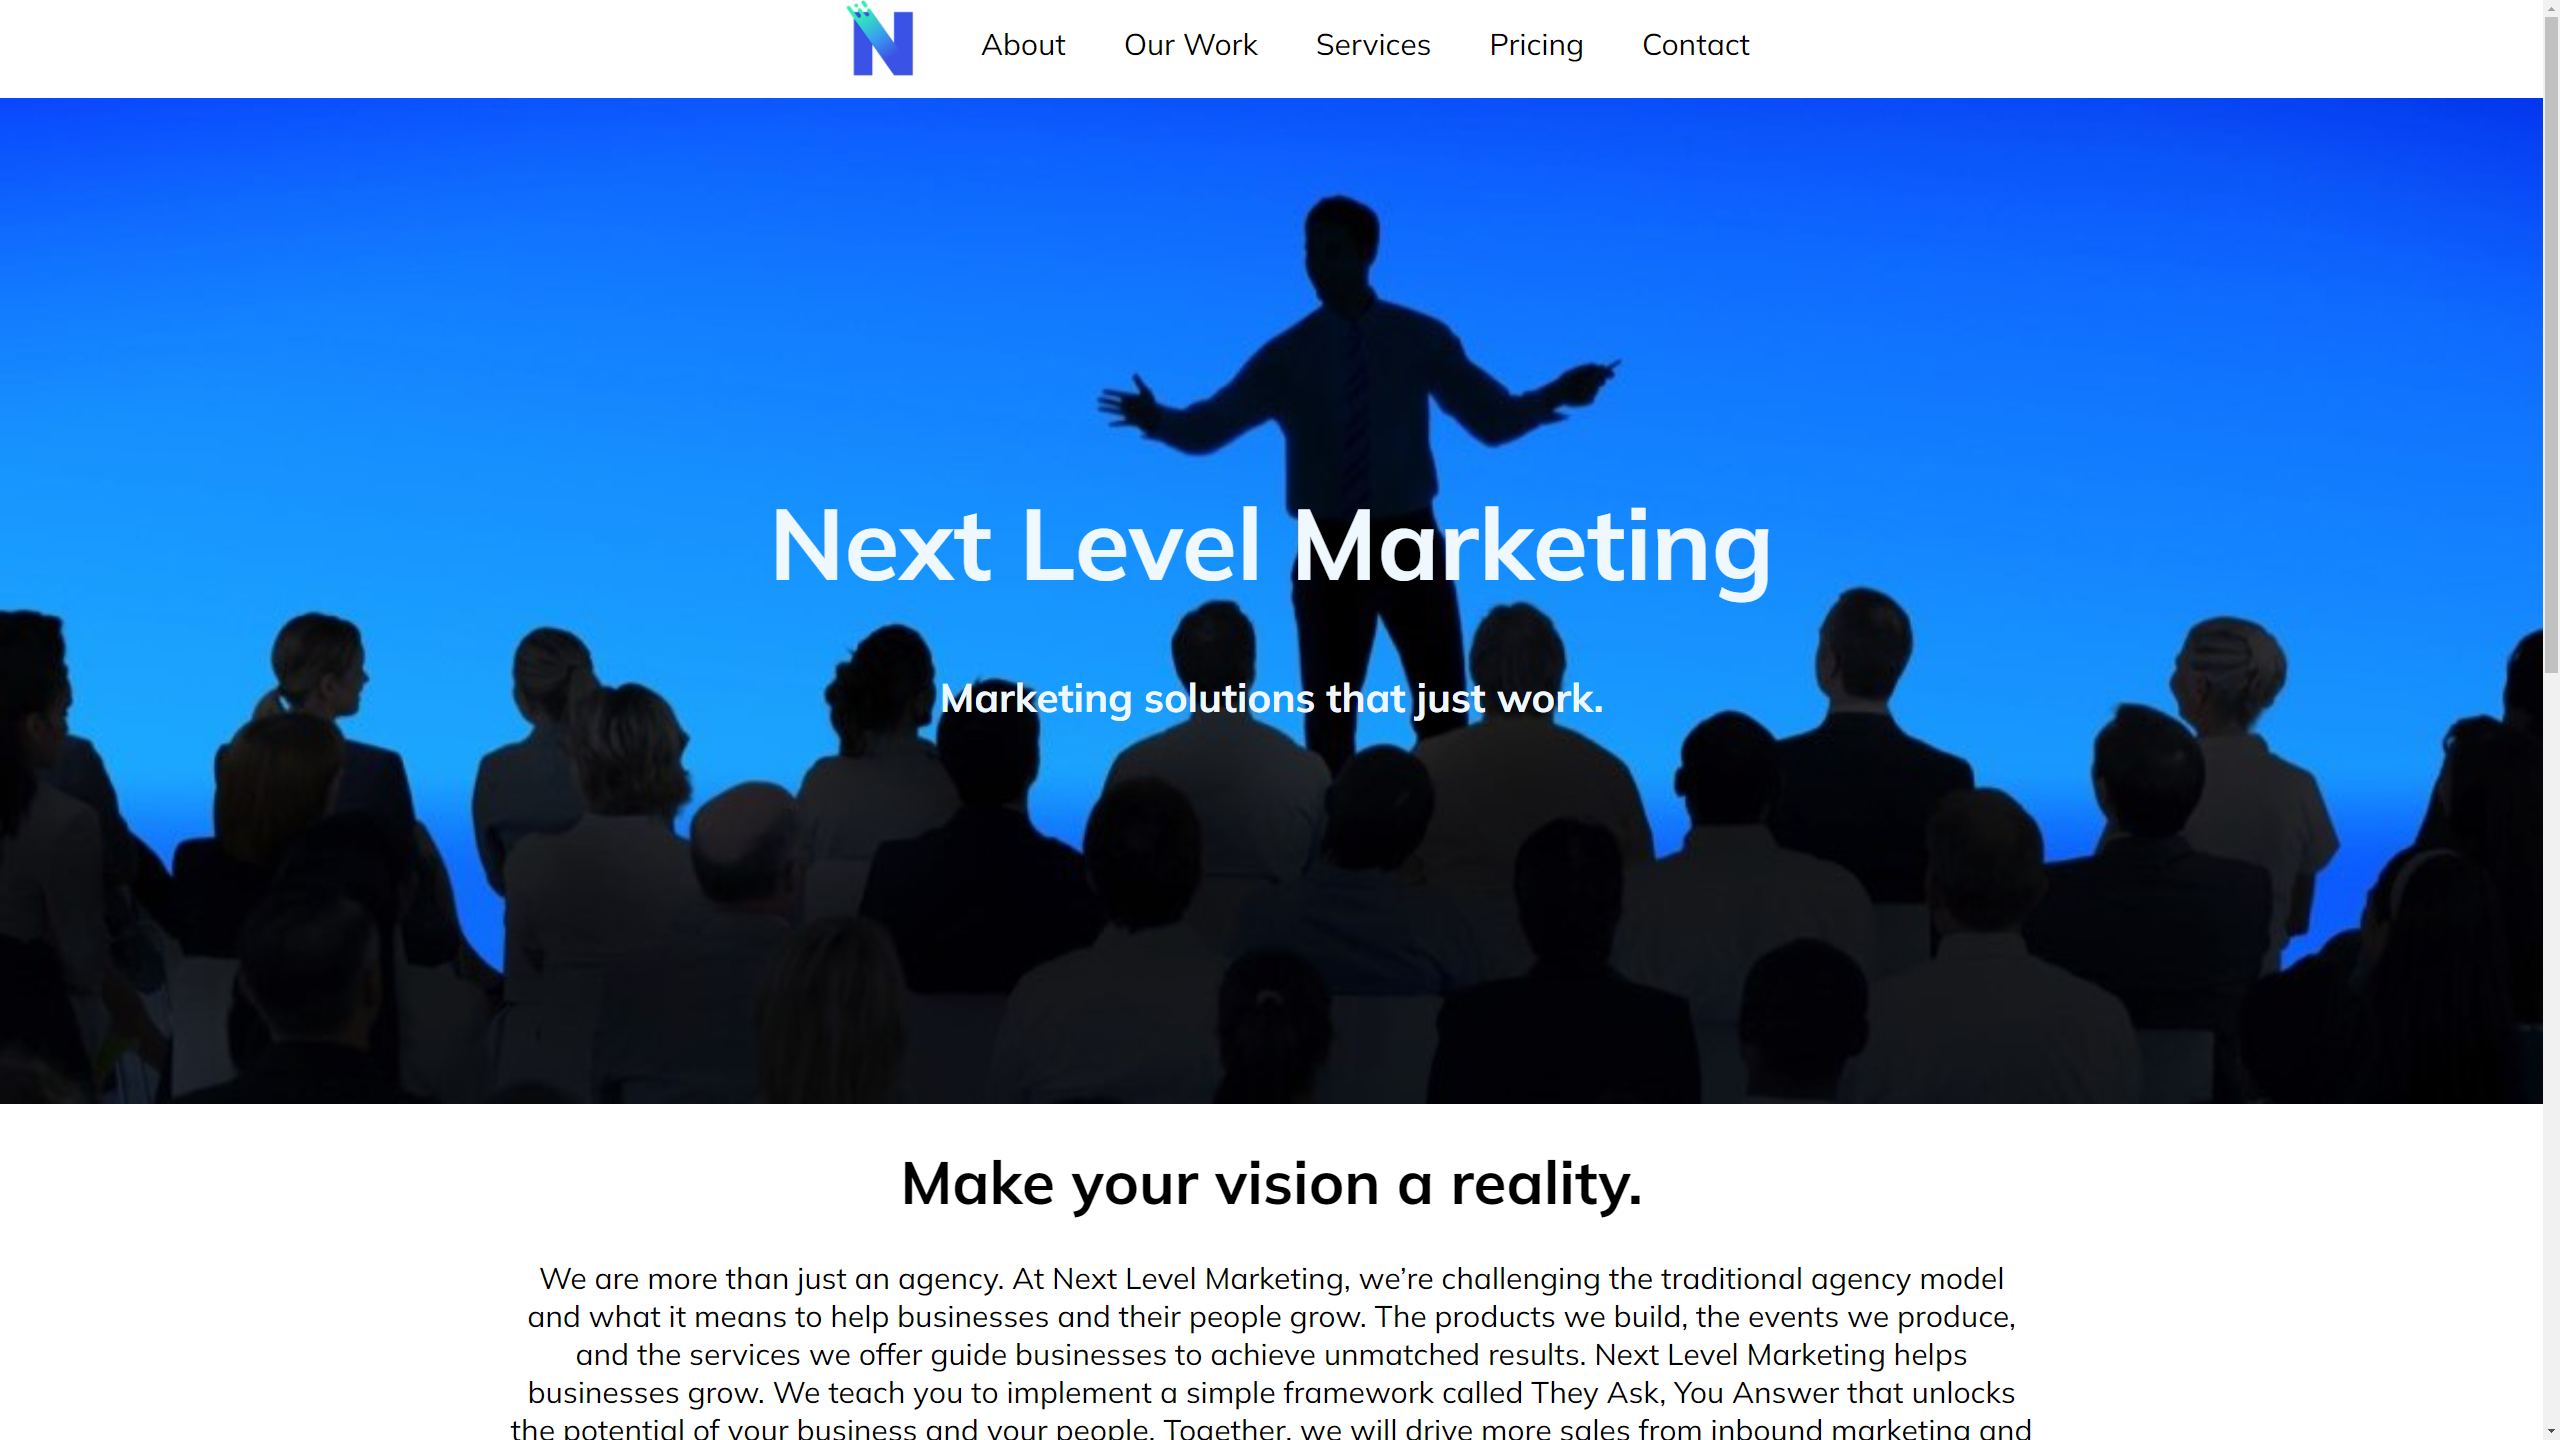 N
About
Our Work
Services
Pricing
Contact
Next Level Marketing
Marketing solutions that just work.
Make your vision a reality.
We are more than just an agency. At Next Level Marketing, we’re challenging the traditional agency model
and what it means to help businesses and their people grow. The products we build, the events we produce,
and the services we offer guide businesses to achieve unmatched results. Next Level Marketing helps
businesses grow. We teach you to implement a simple framework called They Ask, You Answer that unlocks
the potential of your business and your people. Together, we will drive more sales from inbound marketing and